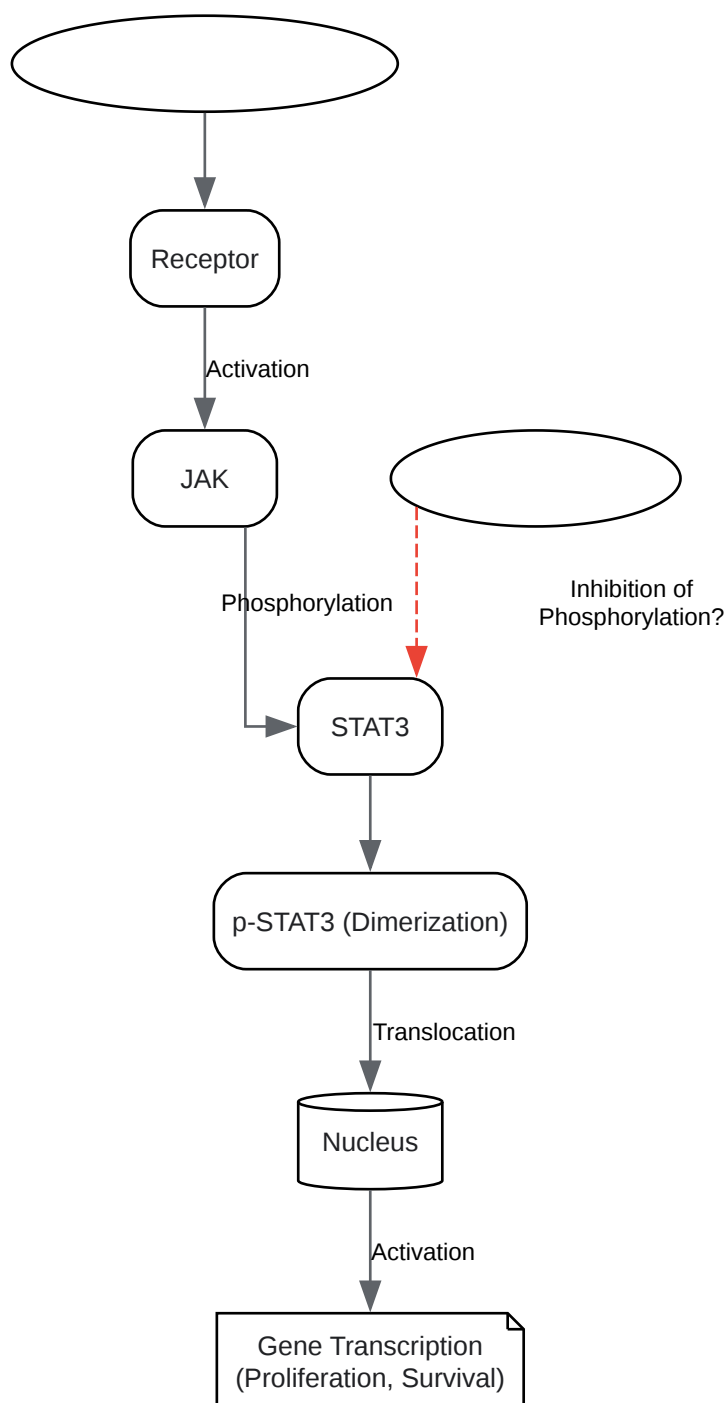 Receptor
Activation
JAK
Phosphorylation
Inhibition of
Phosphorylation?
STAT3
p-STAT3 (Dimerization)
Translocation
Nucleus
Activation
Gene Transcription
(Proliferation, Survival)